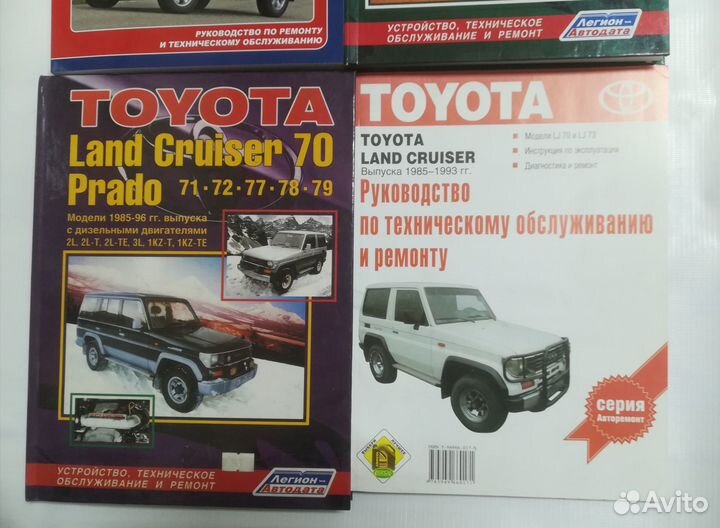 РУКОВОДСТВО ПО РЕМОНТУ
И ТЕХНИЧЕСКОМУ ОБСЛУЖИВАНИЮ
УСТРОЙСТВО, ТЕХНИЧЕСКОЕ
ОБСЛУЖИВАНИЕ И РЕМОНТ
Легион-
Автодата
TOYOTA
Land Cruiser 70
Prado 71·72·77·78·79
Модели 1985-96 гг. выпуска
с дизельными двигателями
2L, 2L-T, 2L-TE, 3L, 1KZ-T, 1KZ-TE
УСТРОЙСТВО, ТЕХНИЧЕСКОЕ
ОБСЛУЖИВАНИЕ И РЕМОНТ
Легион-
Автодата
TOYOTA
TOYOTA
LAND CRUISER
Выпуска 1985-1993 гг.
Модели LJ 70 и LJ 73
Инструкция по эксплуатации
Диагностика и ремонт
Руководство
по техническому обслуживанию
и ремонту
серия
Авторемонт
Avito